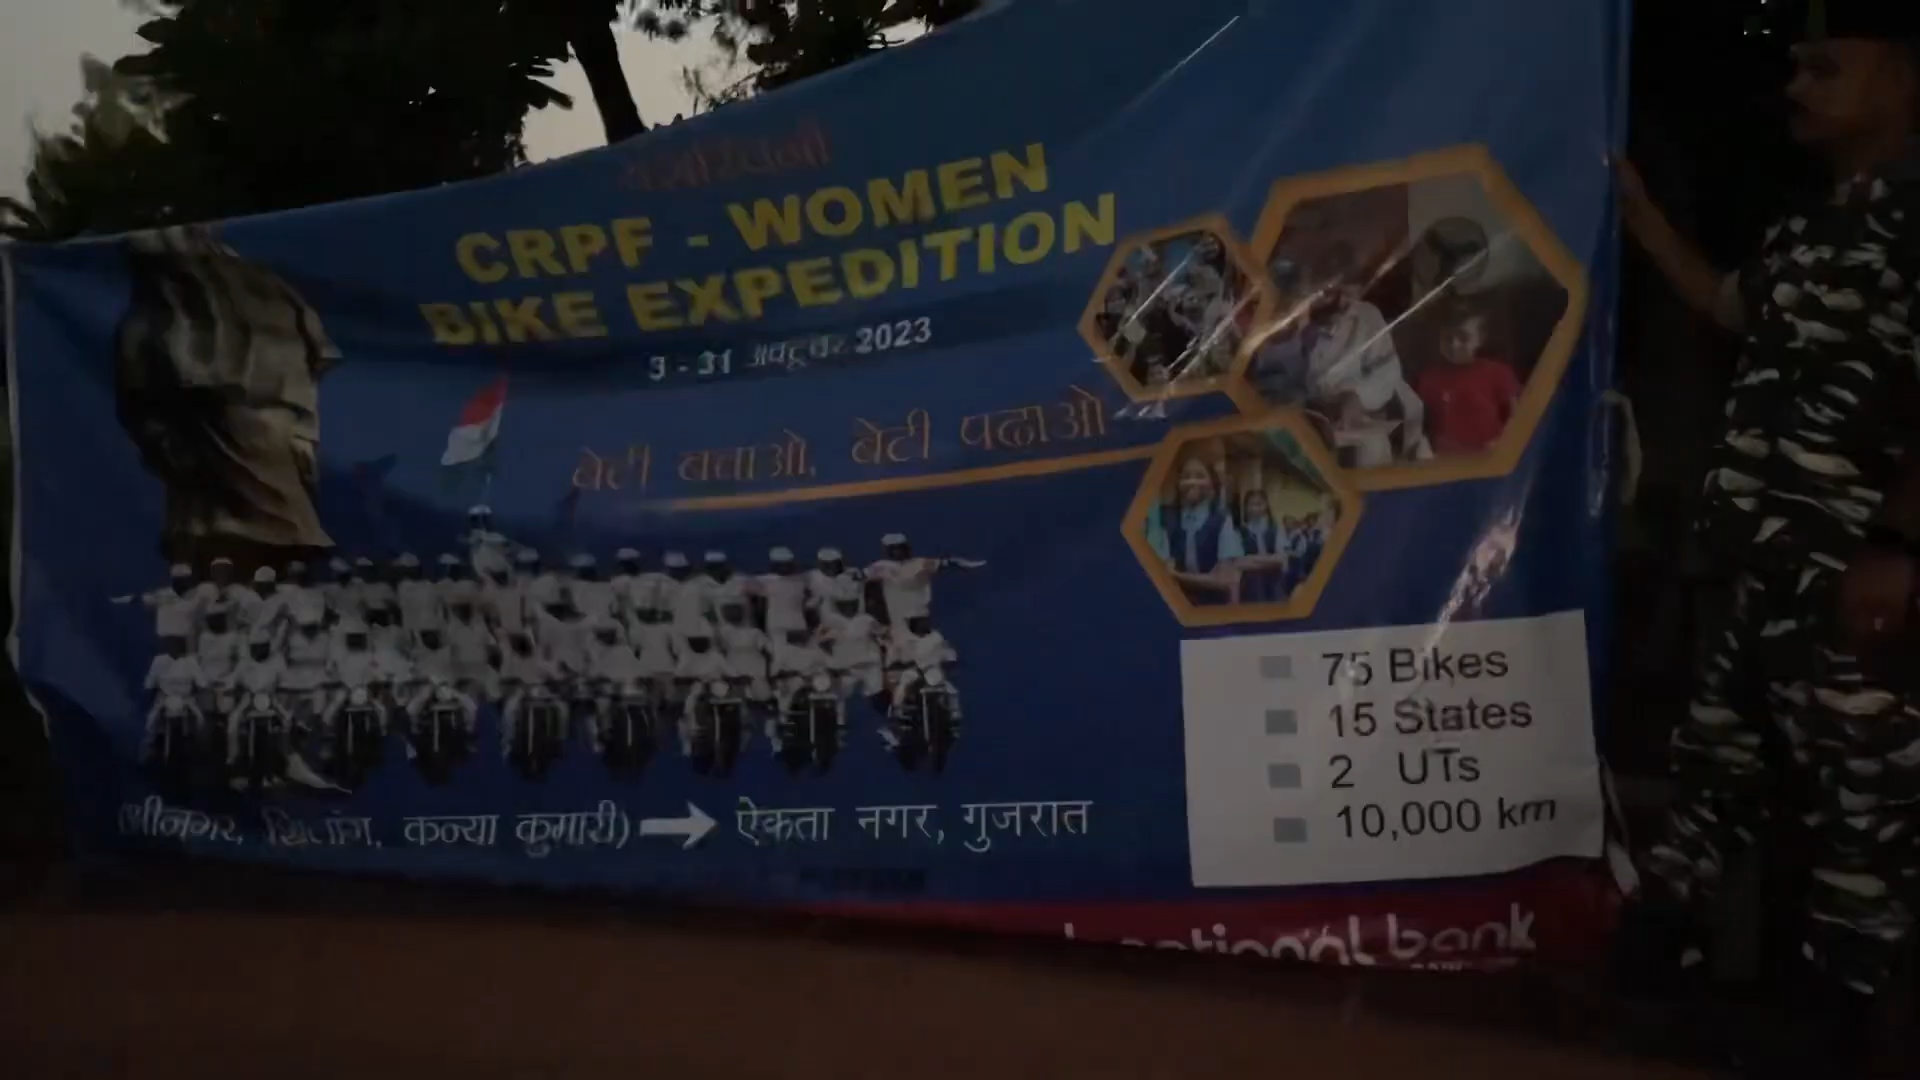 CRPF - WOMEN
BIKE EXPEDITION
3 - 31 अक्टूबर 2023
बेटी बचाओ, बेटी पढाओ
(श्रीनगर, शिलांग, कन्या कुमारी) → ऐकता नगर, गुजरात
75 Bikes
15 States
2 UTs
10,000 km
national bank